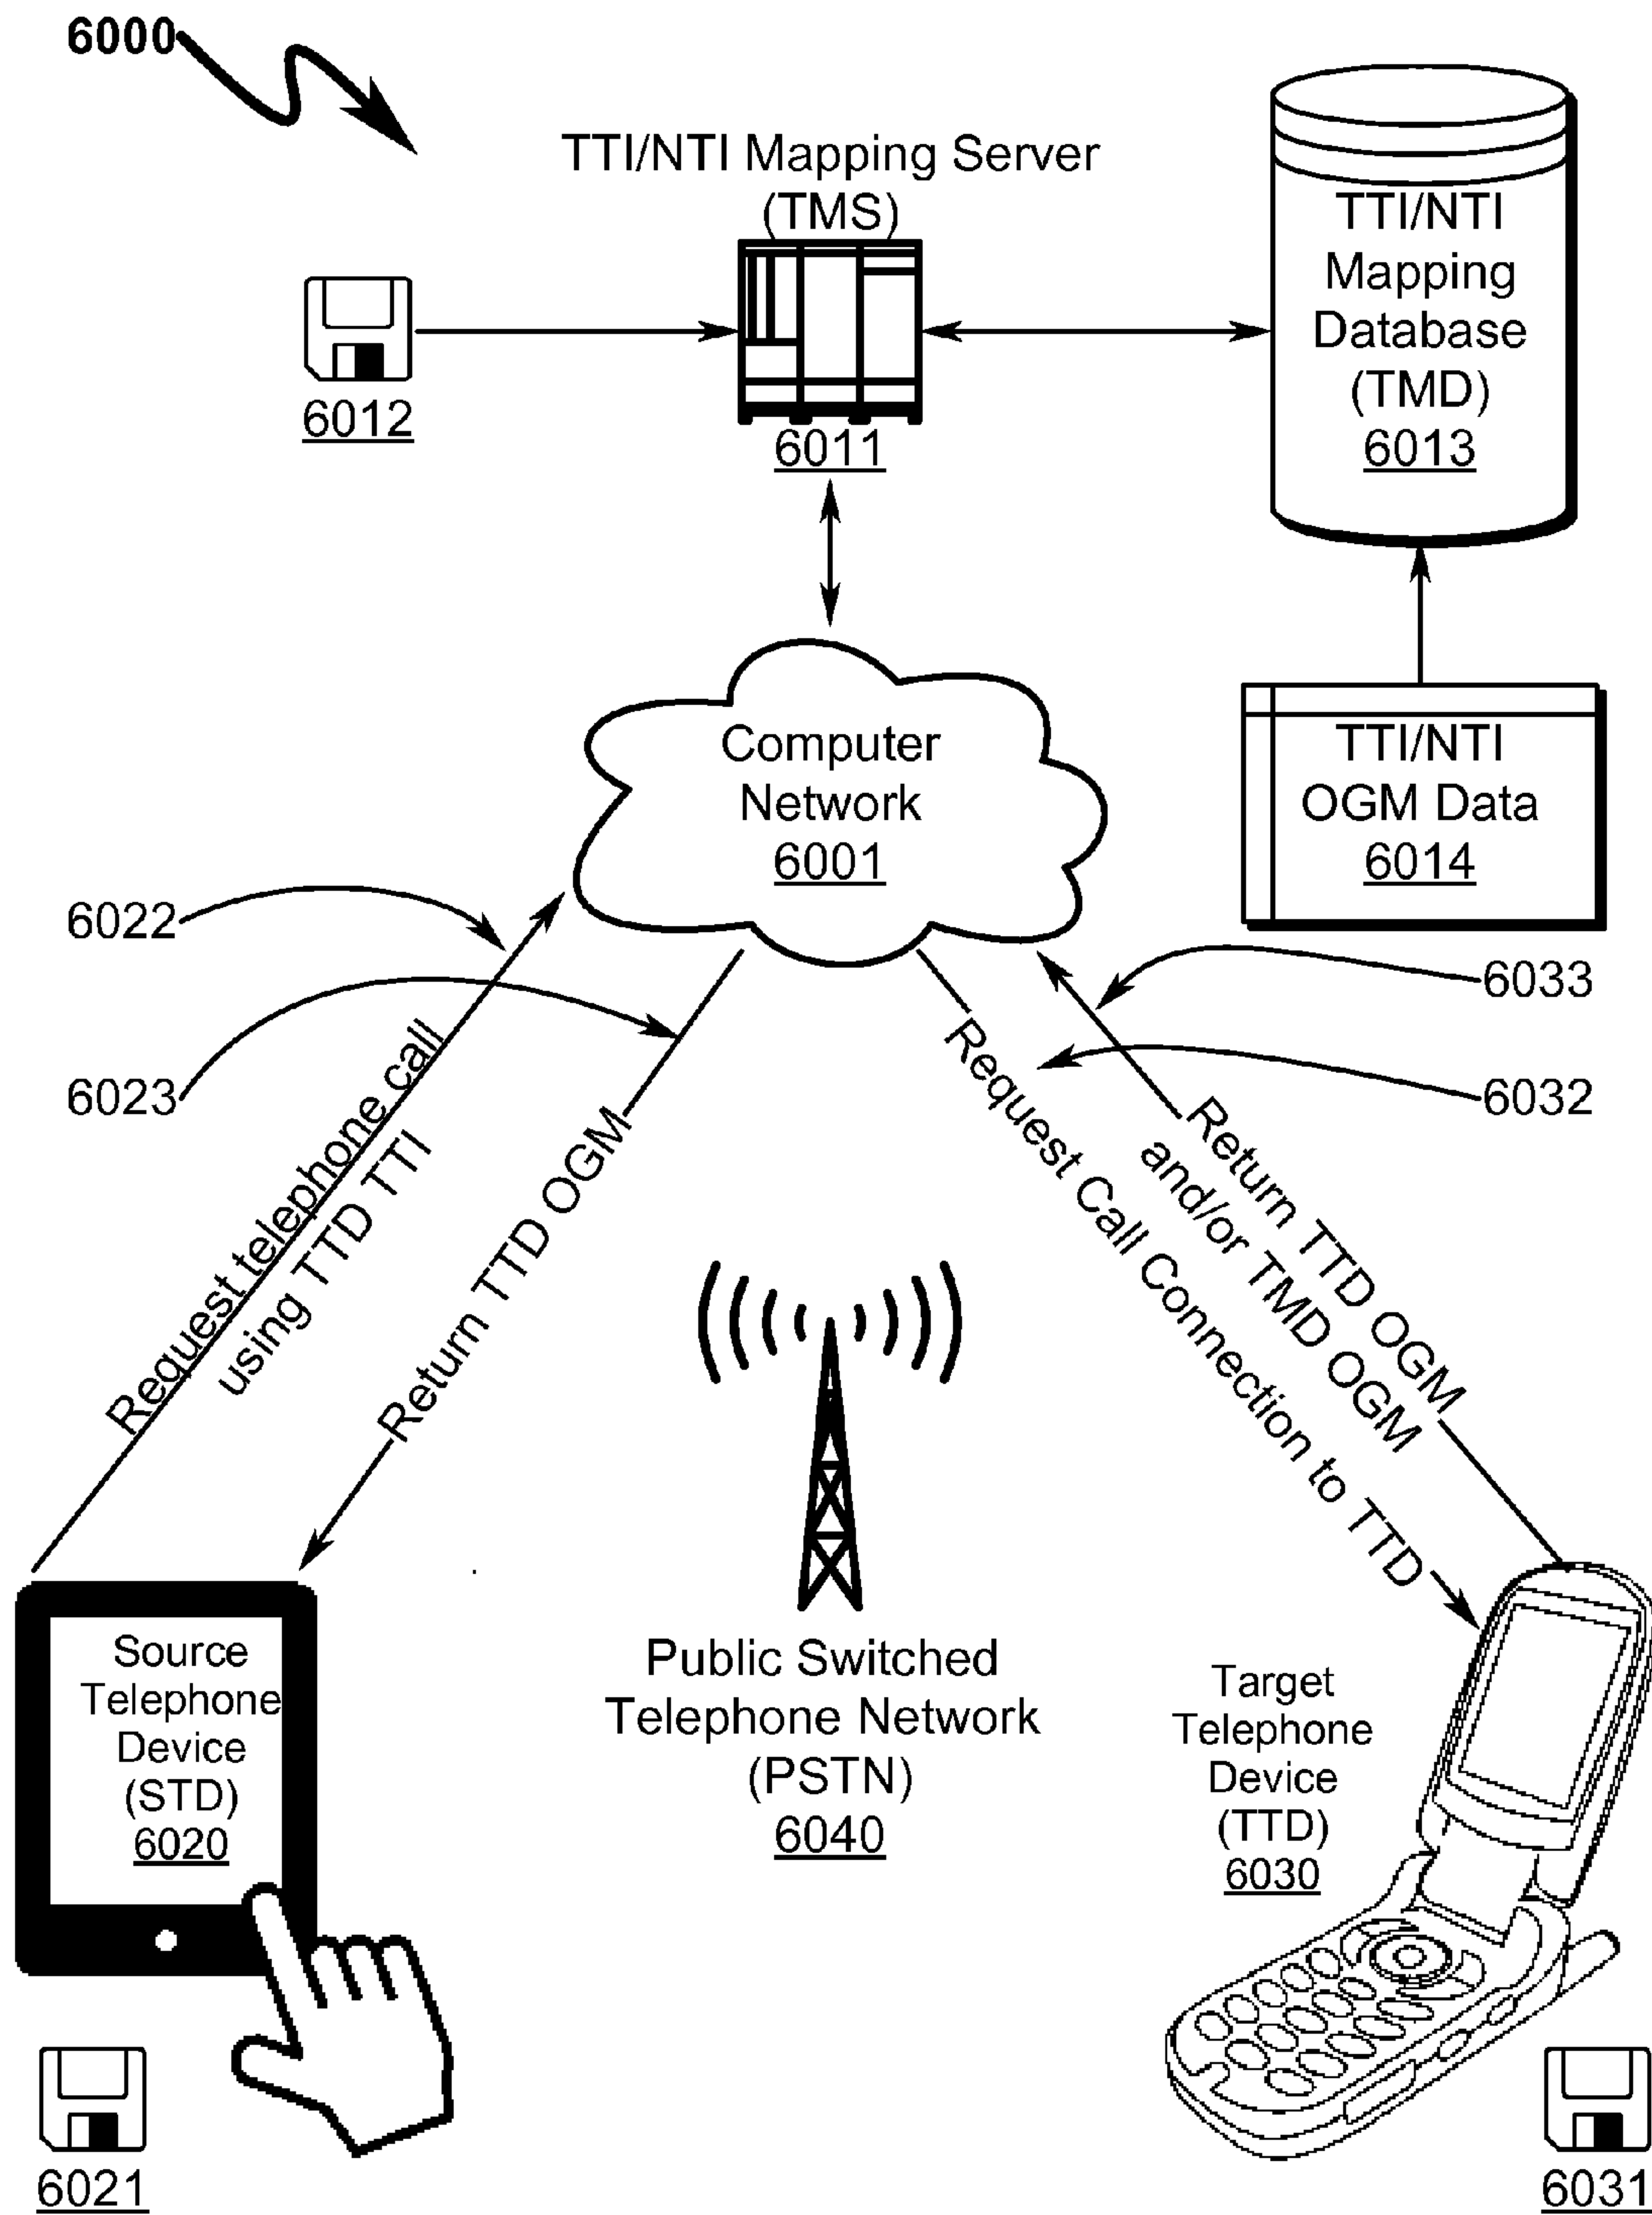 6000
TTI/NTI Mapping Server
(TMS)
6011
6012
TTI/NTI
Mapping
Database
(TMD)
6013
Computer
Network
6001
TTI/NTI
OGM Data
6014
6022
6023
6033
6032
Request telephone call
using TTD TTI
Return TTD OGM
Request Call Connection to TTD
Return TTD OGM
and/or TMD OGM
Source
Telephone
Device
(STD)
6020
Public Switched
Telephone Network
(PSTN)
6040
Target
Telephone
Device
(TTD)
6030
6021
6031